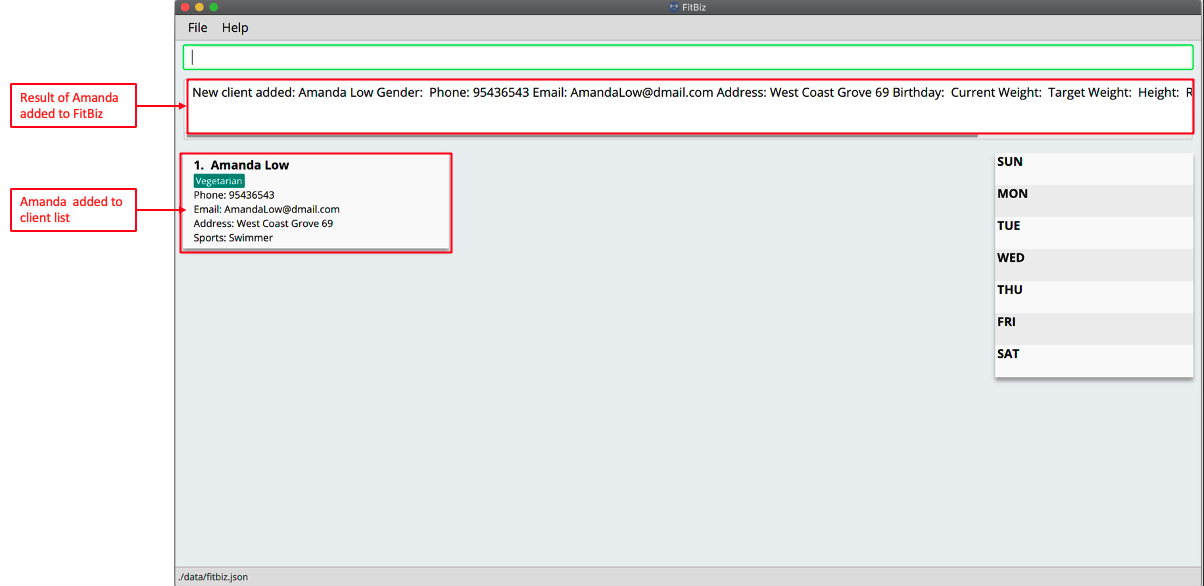 FitBiz
File Help
Result of Amanda
added to FitBiz
New client added: Amanda Low Gender: Phone: 95436543 Email: AmandaLow@dmail.com Address: West Coast Grove 69 Birthday: Current Weight: Target Weight: Height: R
Amanda added to
client list
1. Amanda Low
Vegetarian
Phone: 95436543
Email: AmandaLow@dmail.com
Address: West Coast Grove 69
Sports: Swimmer
SUN
MON
TUE
WED
THU
FRI
SAT
./data/fitbiz.json